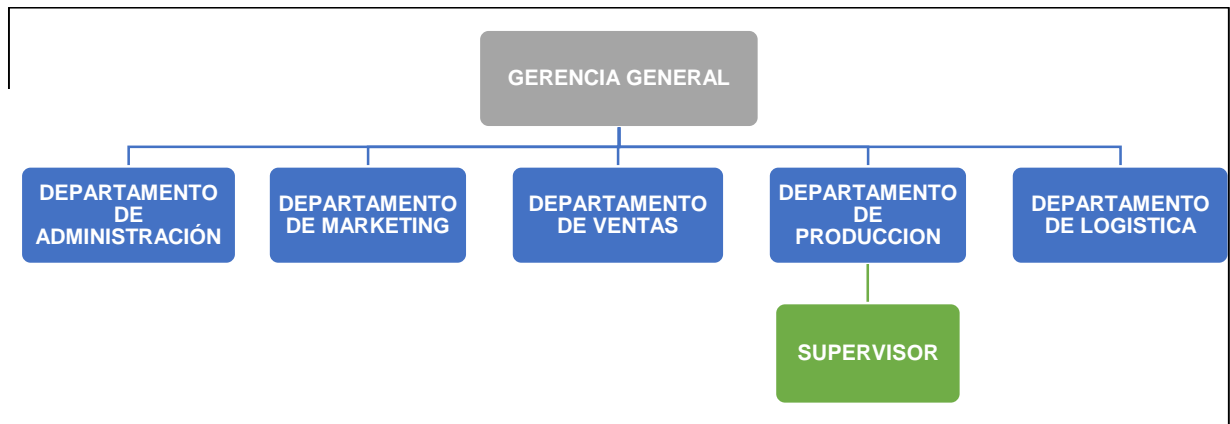 GERENCIA GENERAL
DEPARTAMENTO
DE
ADMINISTRACIÓN
DEPARTAMENTO
DE MARKETING
DEPARTAMENTO
DE VENTAS
DEPARTAMENTO
DE
PRODUCCION
DEPARTAMENTO
DE LOGISTICA
SUPERVISOR